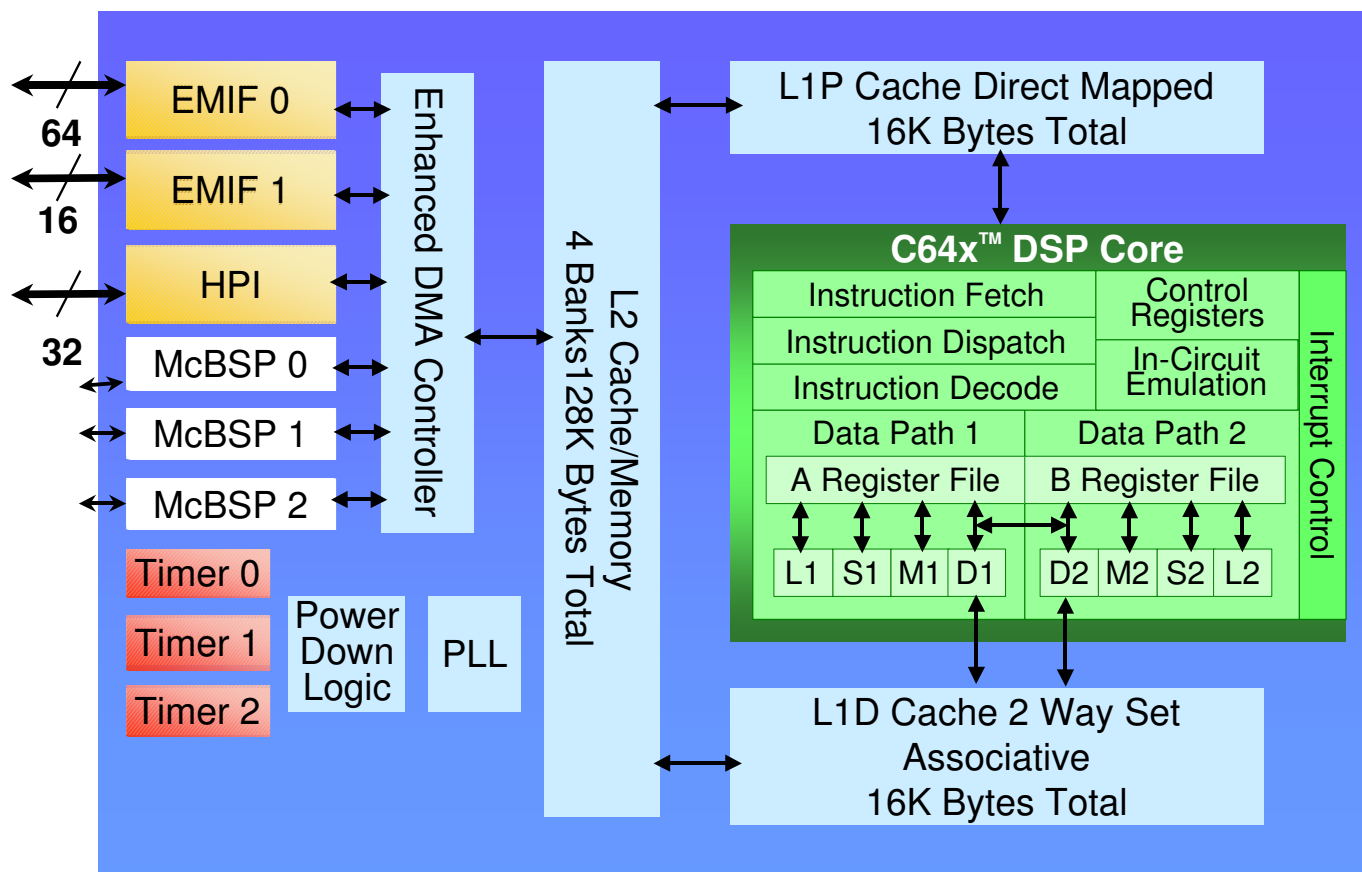 64
16
32
EMIF 0
EMIF 1
HPI
McBSP 0
McBSP 1
McBSP 2
Timer 0
Timer 1
Timer 2
Power
Down
Logic
PLL
Enhanced DMA Controller
L2 Cache/Memory
4 Banks128K Bytes Total
L1P Cache Direct Mapped
16K Bytes Total
C64x™ DSP Core
Instruction Fetch
Instruction Dispatch
Instruction Decode
Control
Registers
In-Circuit
Emulation
Interrupt Control
Data Path 1
Data Path 2
A Register File
B Register File
L1 S1 M1 D1
D2 M2 S2 L2
L1D Cache 2 Way Set
Associative
16K Bytes Total